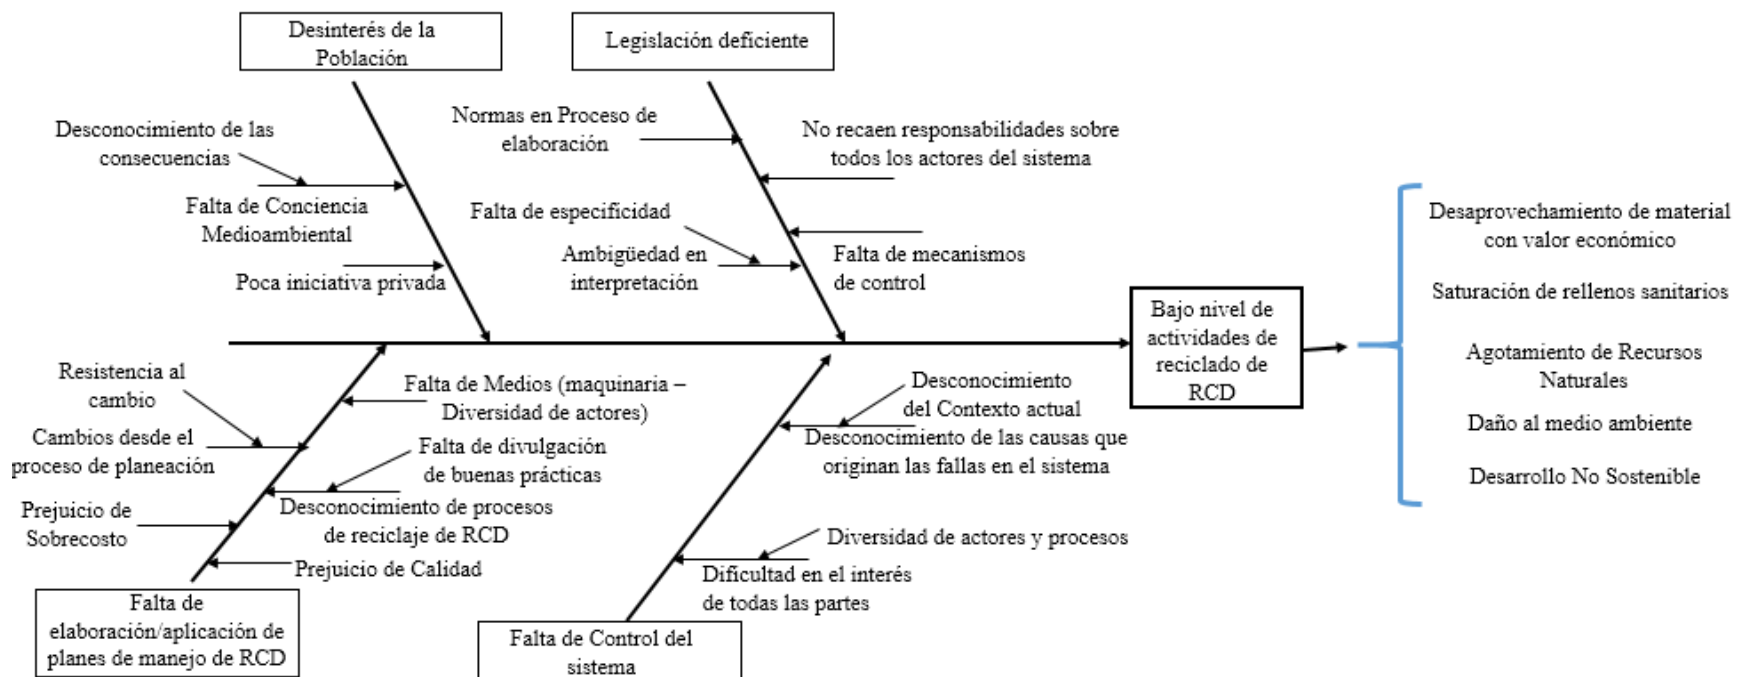 Desinterés de la
Población
Legislación deficiente
Desconocimiento de las
consecuencias
Falta de Conciencia
Medioambiental
Poca iniciativa privada
Normas en Proceso de
elaboración
No recaen responsabilidades sobre
todos los actores del sistema
Falta de especificidad
Ambigüedad en
interpretación
Falta de mecanismos
de control
Bajo nivel de
actividades de
reciclado de
RCD
Desaprovechamiento de material
con valor económico
Saturación de rellenos sanitarios
Agotamiento de Recursos
Naturales
Daño al medio ambiente
Desarrollo No Sostenible
Resistencia al
cambio
Cambios desde el
proceso de planeación
Prejuicio de
Sobrecosto
Falta de Medios (maquinaria –
Diversidad de actores)
Falta de divulgación
de buenas prácticas
Desconocimiento de procesos
de reciclaje de RCD
Prejuicio de Calidad
Falta de
elaboración/aplicación de
planes de manejo de RCD
Desconocimiento
del Contexto actual
Desconocimiento de las causas que
originan las fallas en el sistema
Diversidad de actores y procesos
Dificultad en el interés
de todas las partes
Falta de Control del
sistema